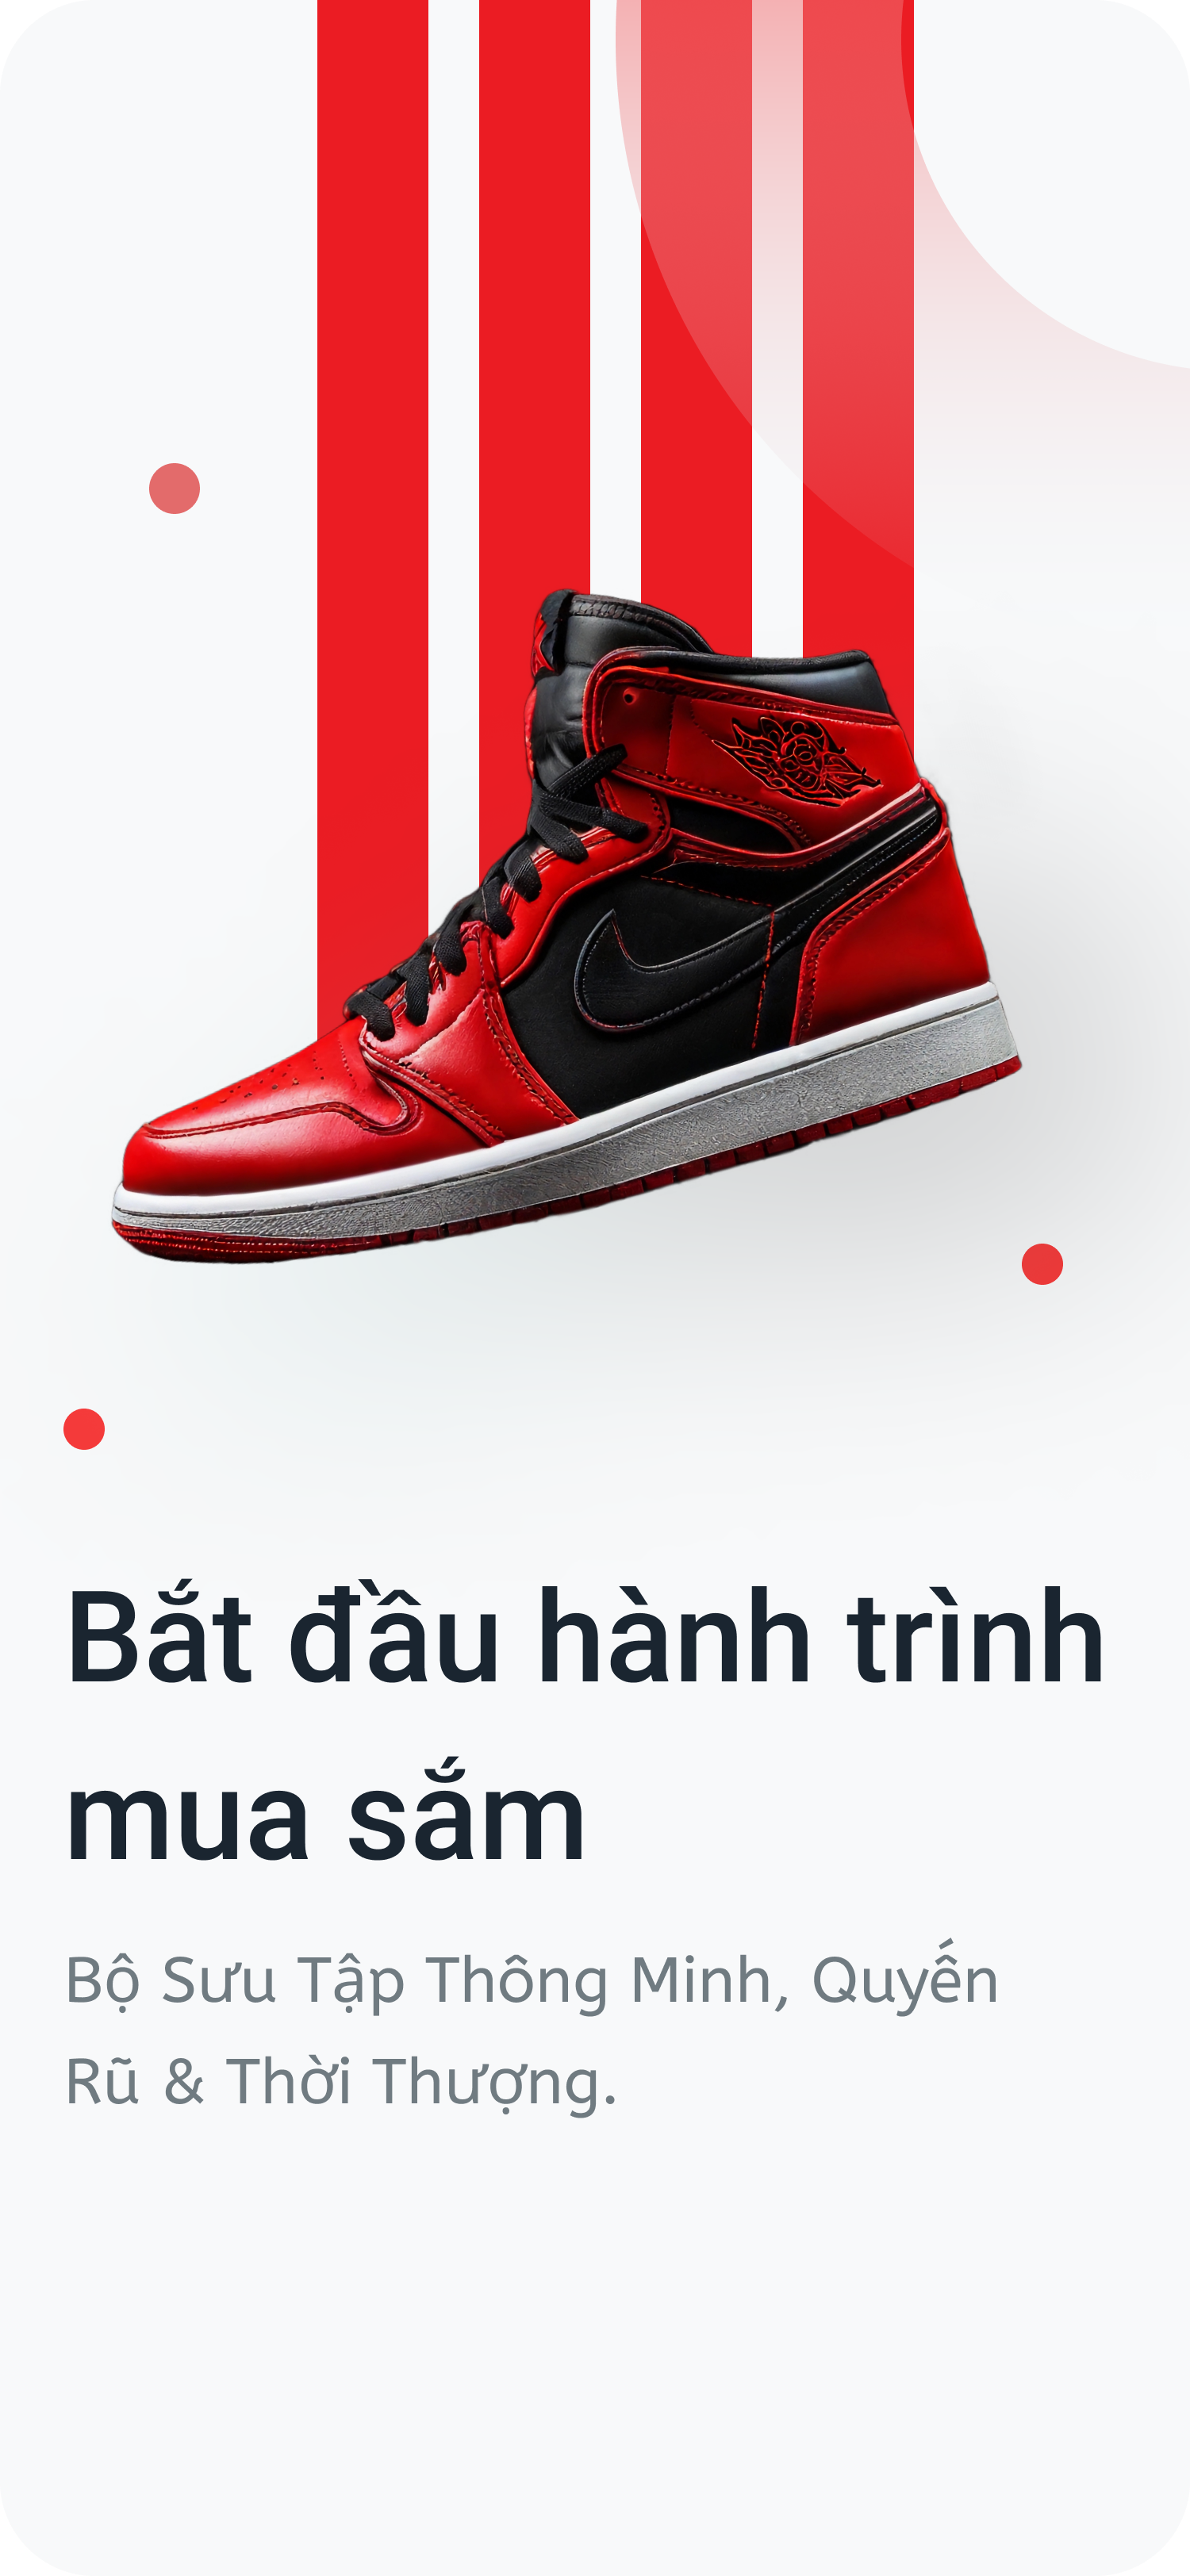 Bắt đầu hành trình
mua sắm
Bộ Sưu Tập Thông Minh, Quyến
Rũ & Thời Thượng.